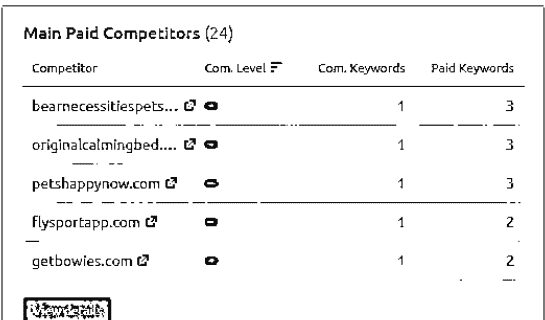 Main Paid Competitors (24)
Competitor Com. Level Com. Keywords Paid Keywords
bearnecessitiespets... 1 3
originalcalmingbed.... 1 3
petshappynow.com 1 3
flysportapp.com 1 2
getbowies.com 1 2
View details